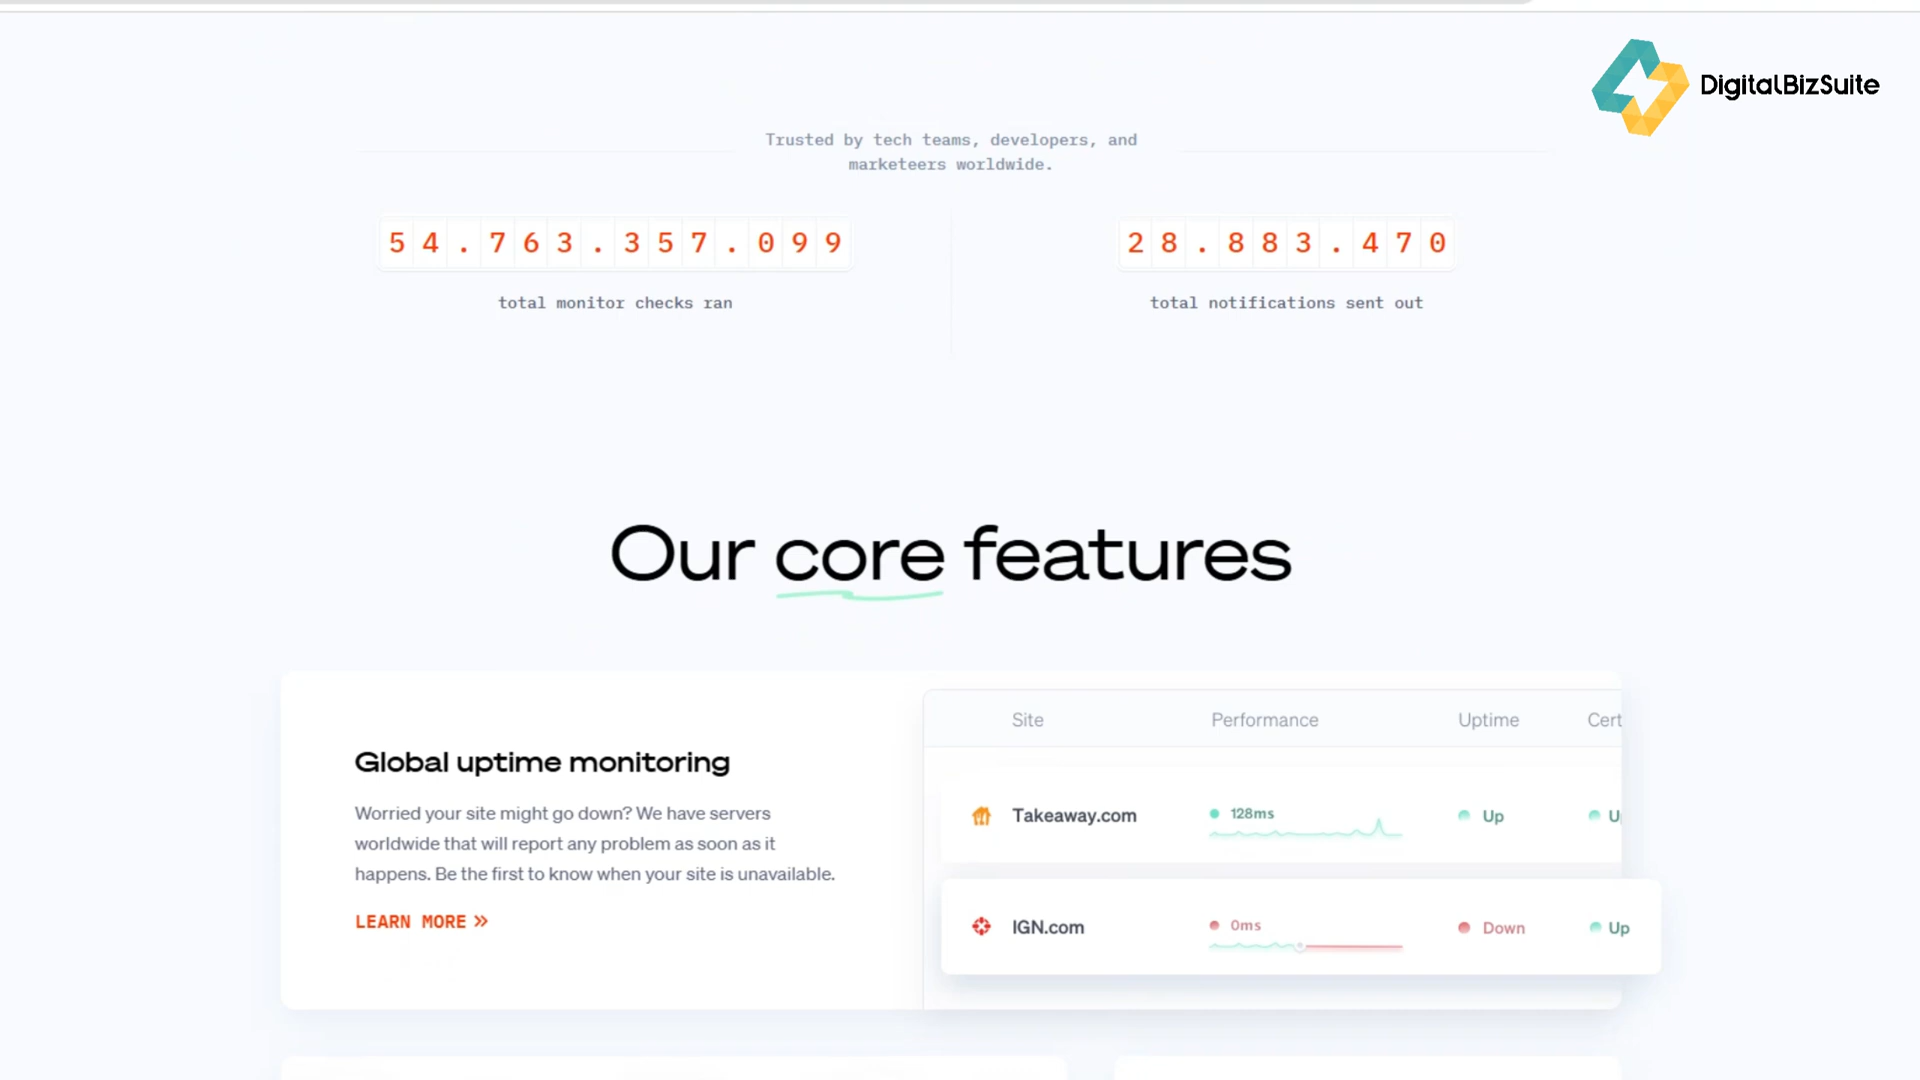 DigitalBizSuite
Trusted by tech teams, developers, and
marketeers worldwide.
54.763.357.099
total monitor checks ran
28.883.470
total notifications sent out
Our core features
Global uptime monitoring
Worried your site might go down? We have servers
worldwide that will report any problem as soon as it
happens. Be the first to know when your site is unavailable.
LEARN MORE »
Site Performance Uptime Cert
Takeaway.com 128ms Up U
IGN.com 0ms Down Up